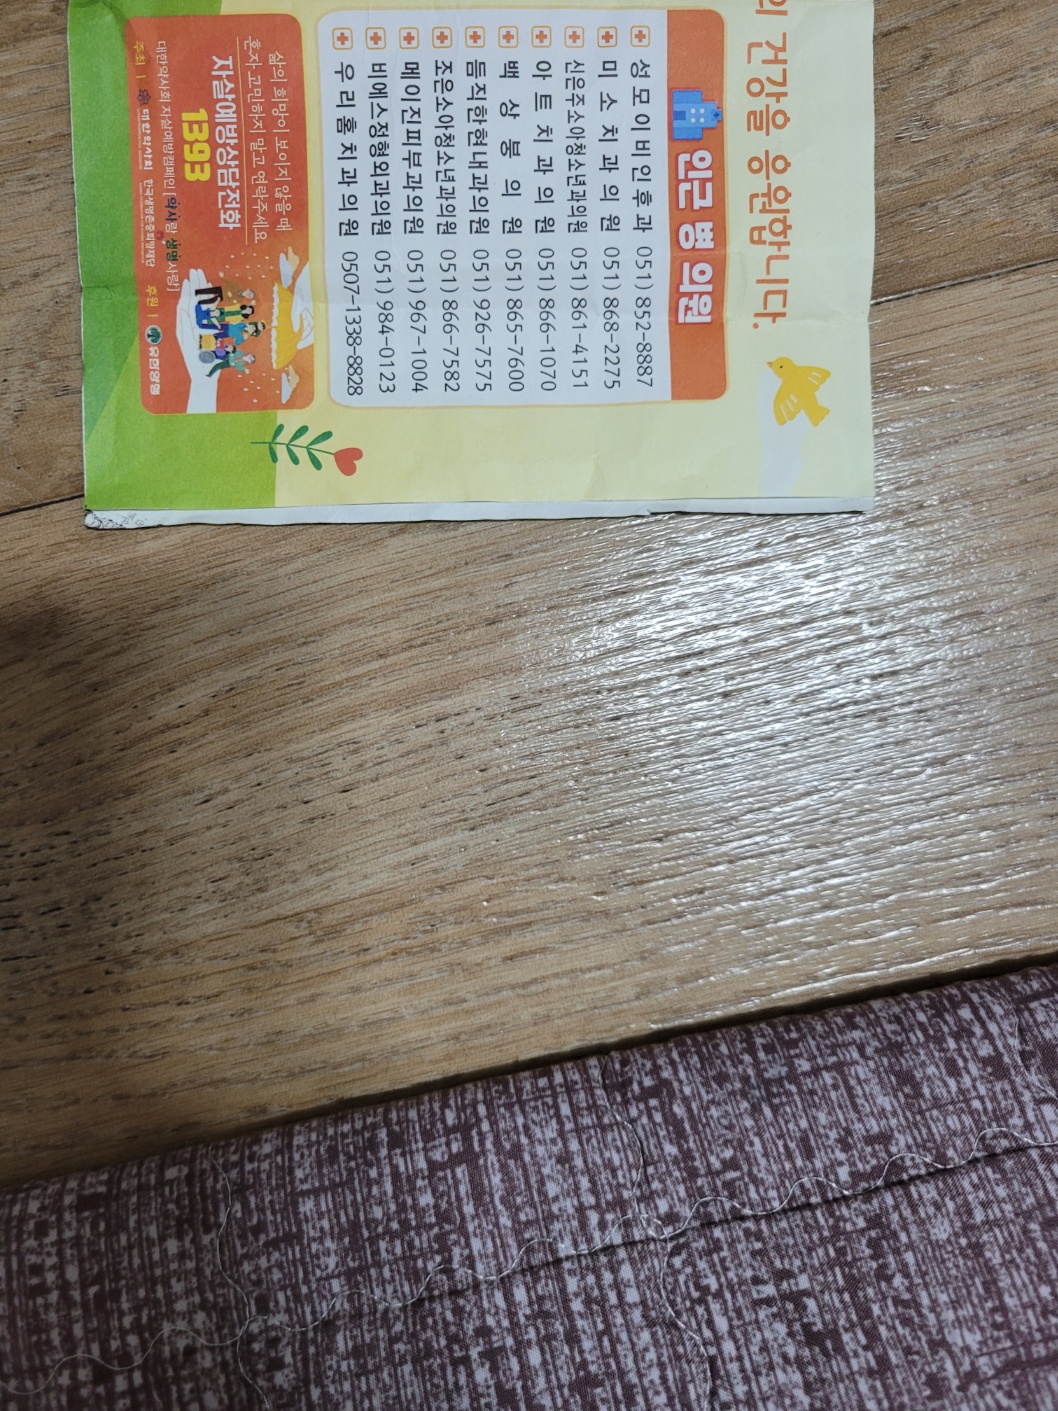 의 건강을 응원합니다.
인근 병 의원
성모이비인후과 051) 852-8887
미소치과의원 051) 868-2275
신은주소아청소년과의원 051) 861-4151
아트치과의원 051) 866-1070
백상봉의원 051) 865-7600
듬직한현내과의원 051) 926-7575
조은소아청소년과의원 051) 866-7582
메이진피부과의원 051) 967-1004
비에스정형외과의원 051) 984-0123
우리홀치과의원 0507-1338-8828
삶의 희망이 보이지 않을 때
혼자 고민하지 말고 연락주세요
자살예방상담전화
1393
대한약사회 자살예방캠페인 [약사랑 생명사랑]
주최 | 대한약사회 한국생명존중희망재단 후원 | 유한양행